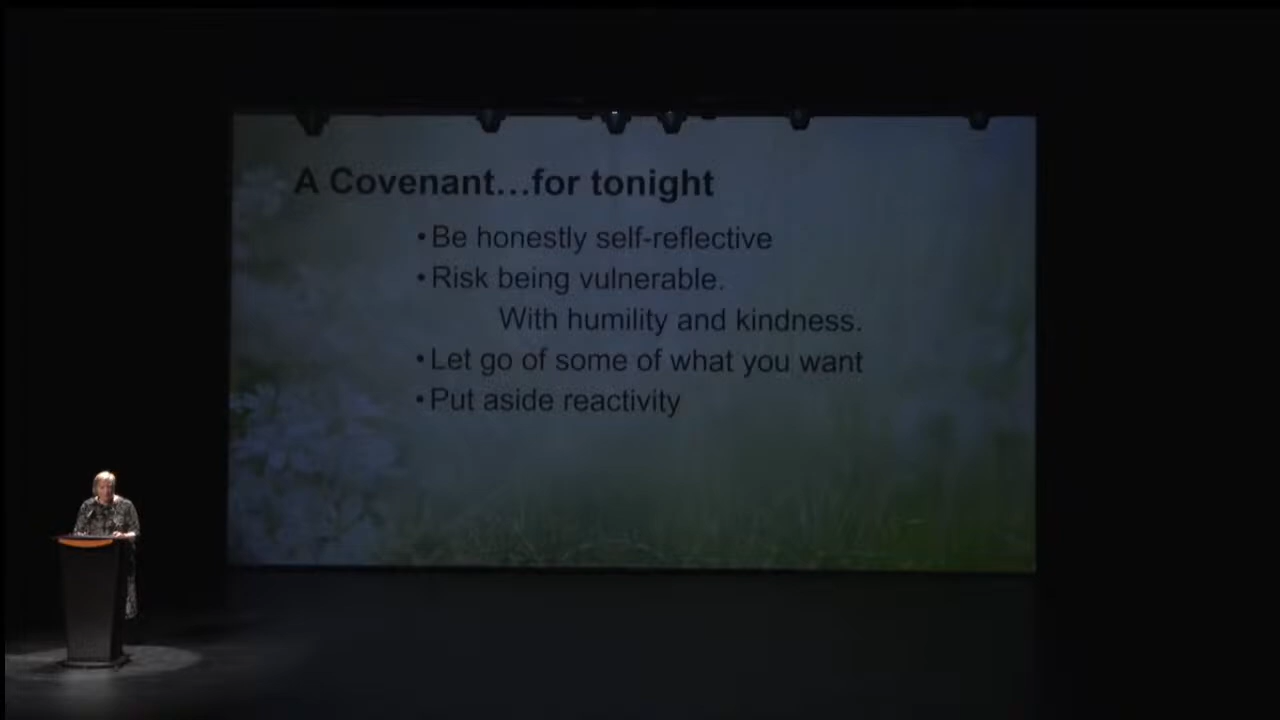 A Covenant...for tonight
• Be honestly self-reflective
• Risk being vulnerable.
With humility and kindness.
• Let go of some of what you want
• Put aside reactivity